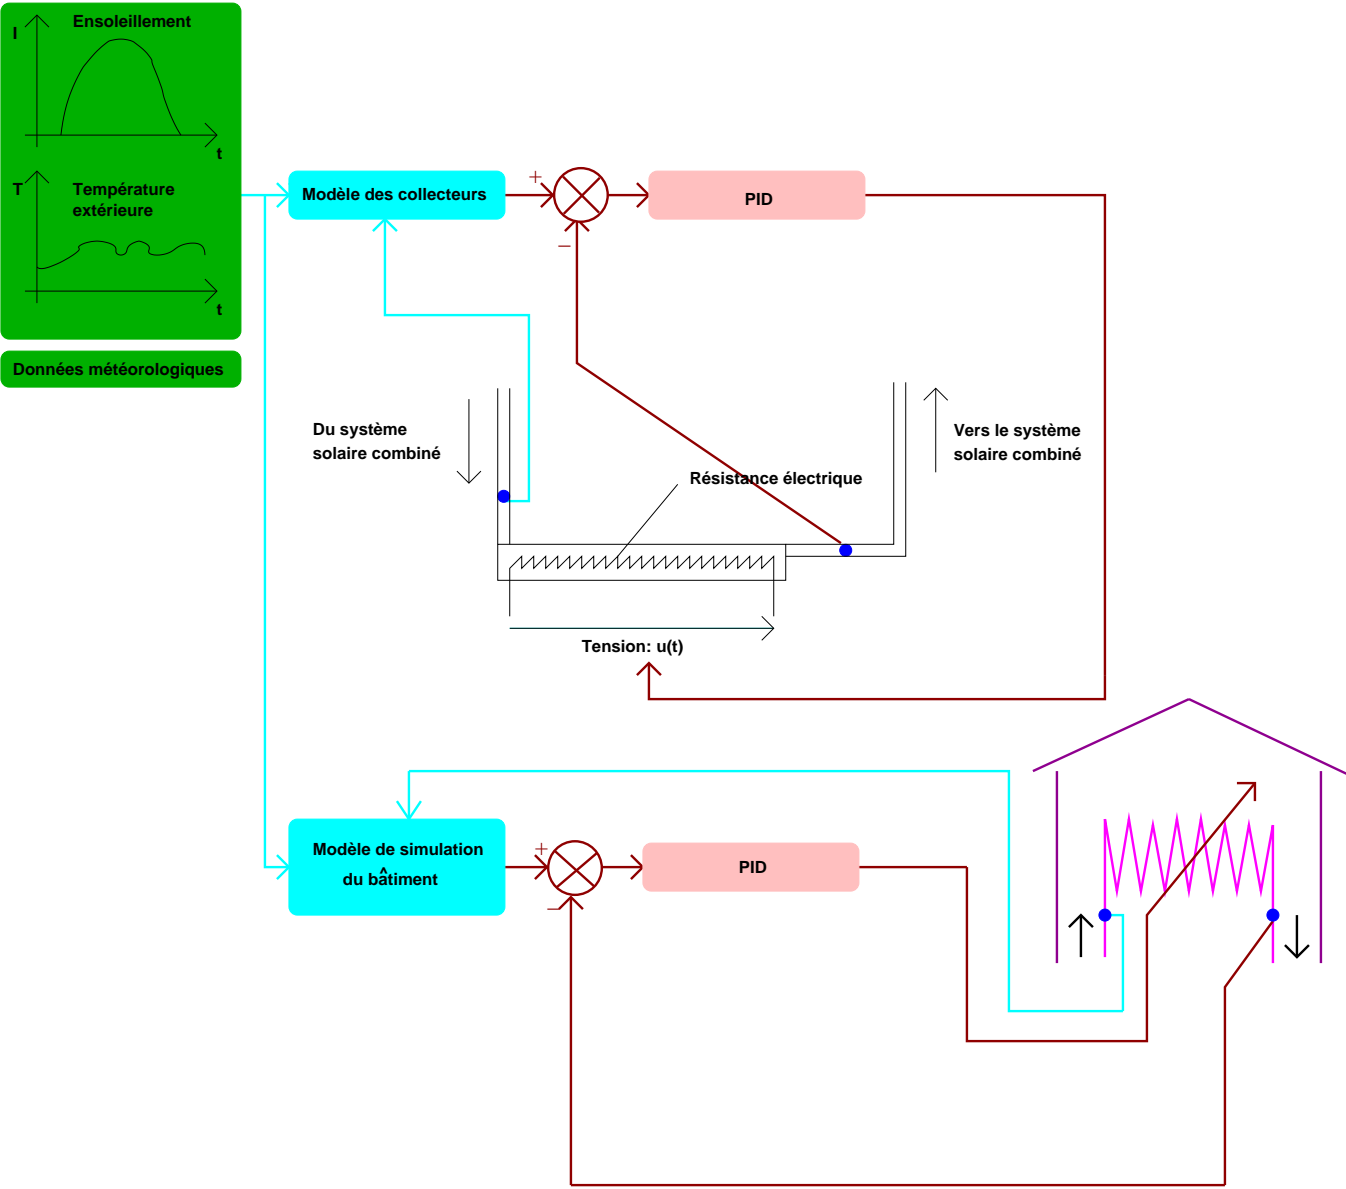 Ensoleillement
I
t
T
Température
extérieure
t
Données météorologiques
Modèle des collecteurs
+
−
PID
Du système
solaire combiné
Vers le système
solaire combiné
Résistance électrique
Tension: u(t)
Modèle de simulation
du bâtiment
+
−
PID